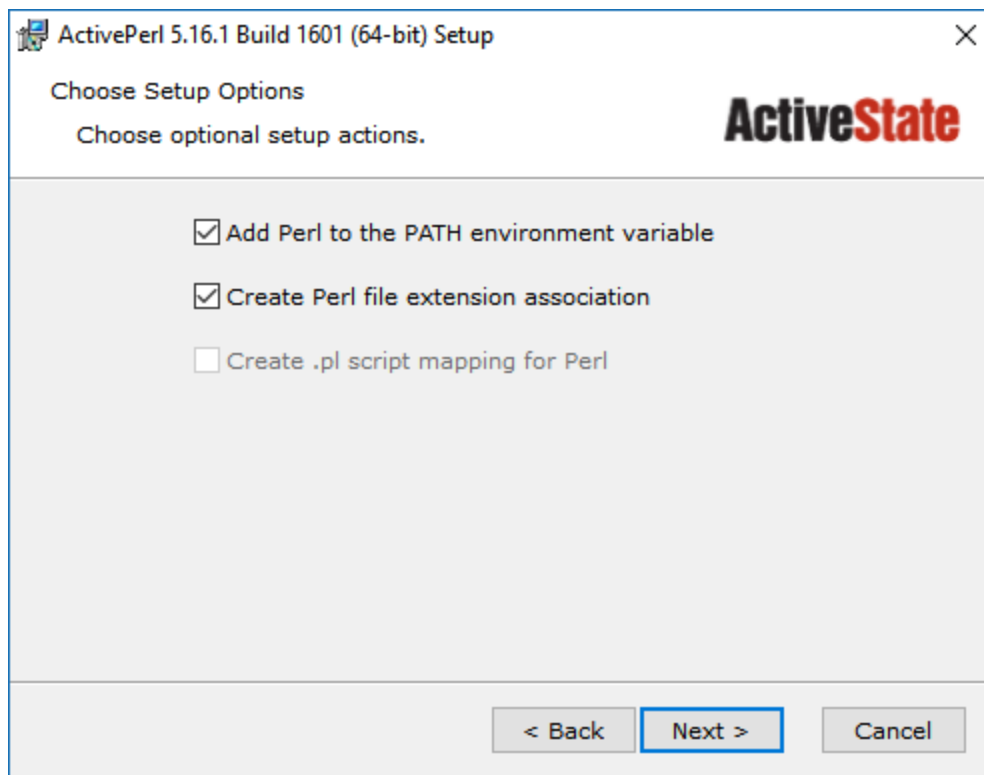 ActivePerl 5.16.1 Build 1601 (64-bit) Setup
Choose Setup Options
Choose optional setup actions.
ActiveState
Add Perl to the PATH environment variable
Create Perl file extension association
Create .pl script mapping for Perl
< Back
Next >
Cancel